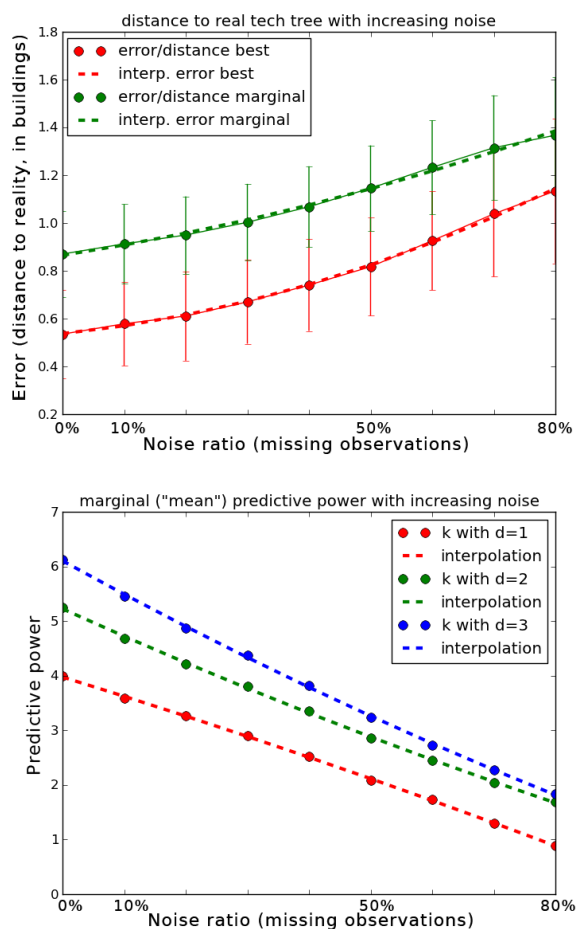 distance to real tech tree with increasing noise
1.8
1.6
1.4
1.2
1.0
0.8
0.6
0.4
0.2
Error (distance to reality, in buildings)
error/distance best
interp. error best
error/distance marginal
interp. error marginal
0% 10% 50% 80%
Noise ratio (missing observations)
marginal ("mean") predictive power with increasing noise
7
6
5
4
3
2
1
0
Predictive power
k with d=1
interpolation
k with d=2
interpolation
k with d=3
interpolation
0% 10% 50% 80%
Noise ratio (missing observations)